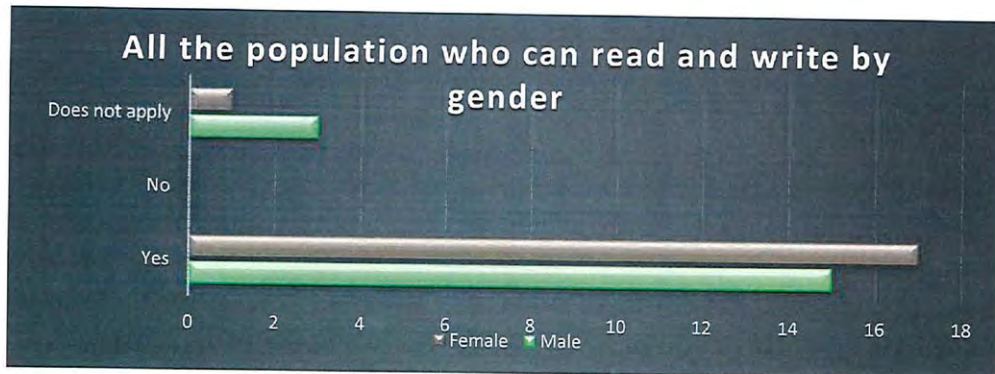 All the population who can read and write by
gender
Does not apply
No
Yes
0 2 4 6 8 10 12 14 16 18
Female Male